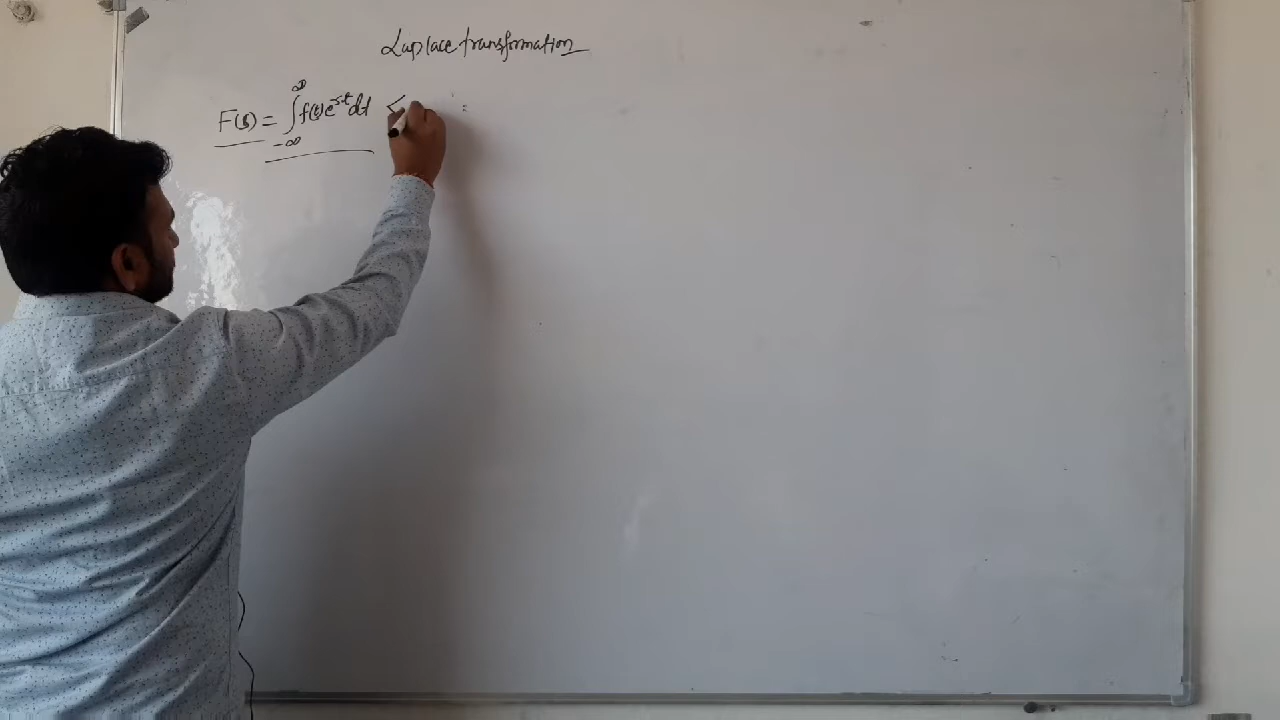 Laplace transformation
F(s) = ∫_{-∞}^{∞} f(t)e^{-st}dt <